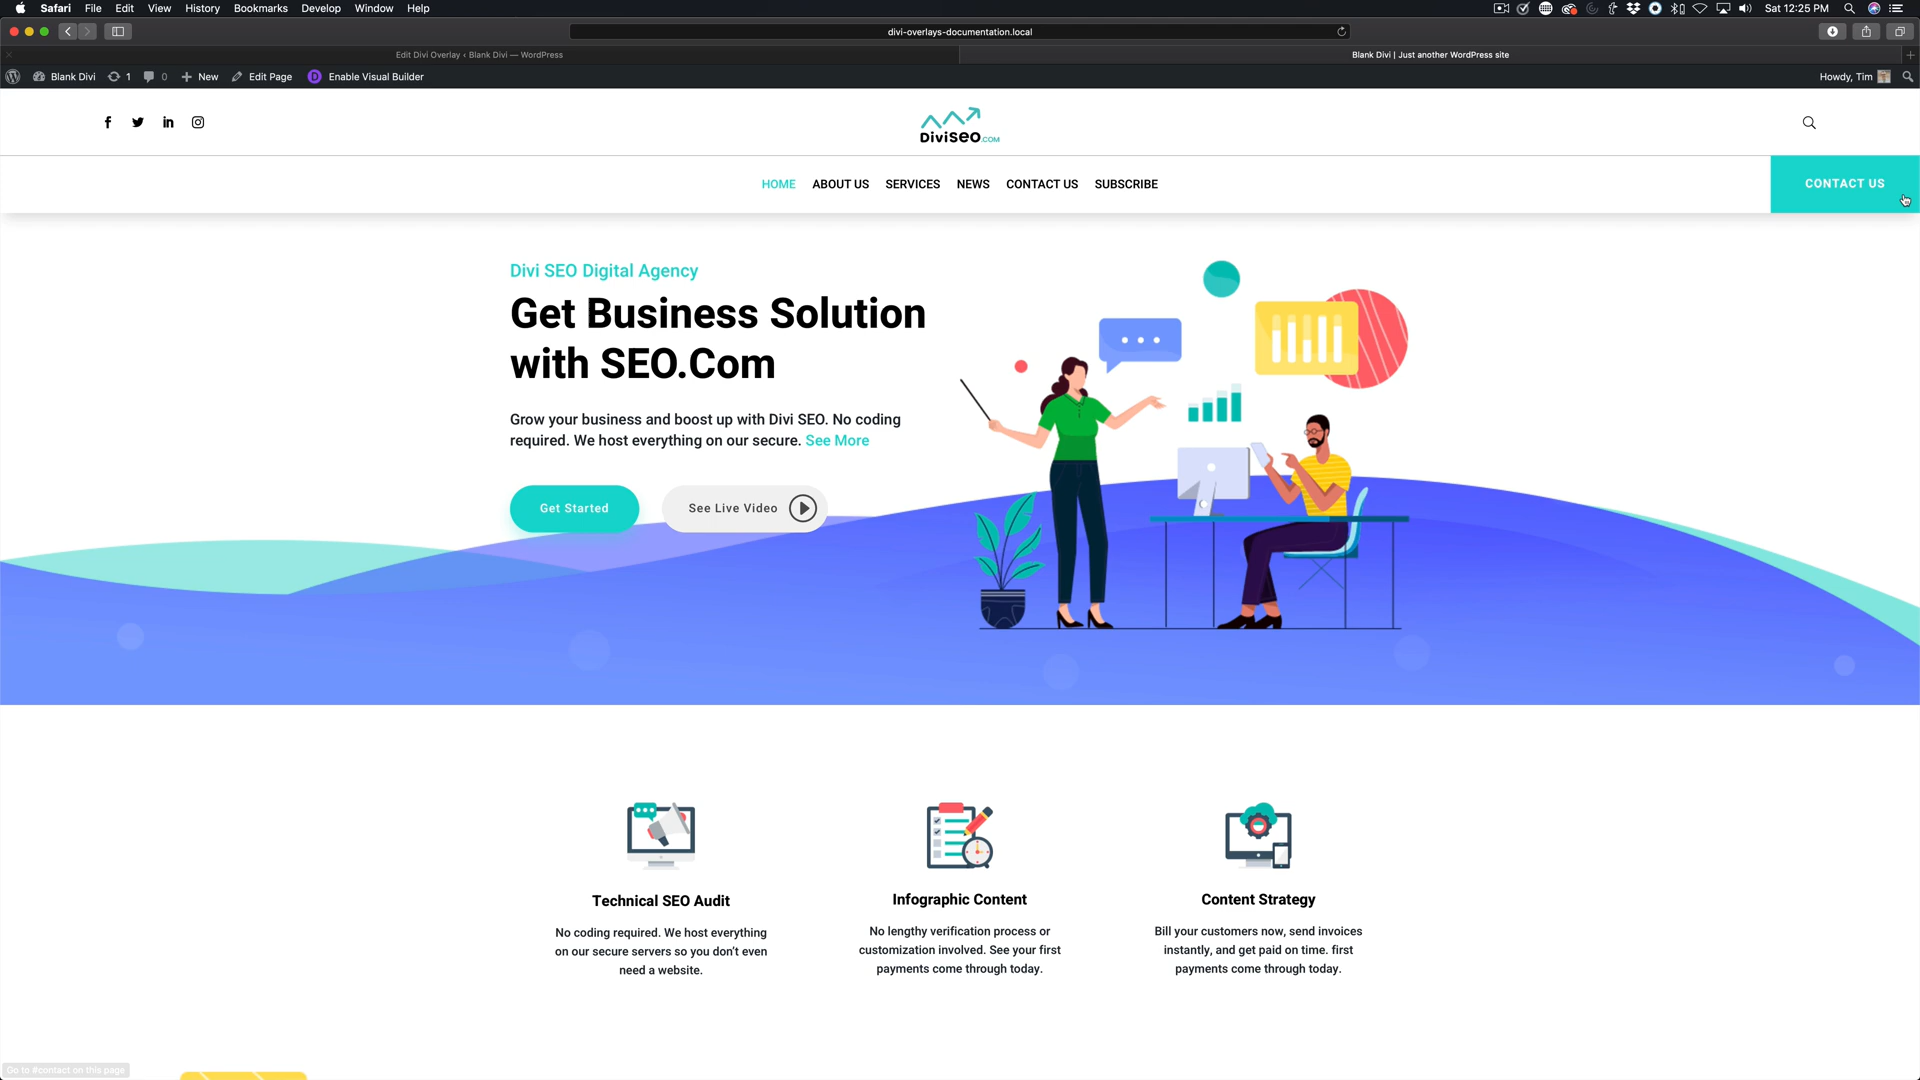 Safari File Edit View History Bookmarks Develop Window Help Sat 12:25 PM
divi-overlays-documentation.local
Edit Divi Overlay ‹ Blank Divi — WordPress
Blank Divi | Just another WordPress site
Blank Divi 1 0 New Edit Page Enable Visual Builder Howdy, Tim
DiviSEO.COM
HOME ABOUT US SERVICES NEWS CONTACT US SUBSCRIBE
CONTACT US
Divi SEO Digital Agency
Get Business Solution
with SEO.Com
Grow your business and boost up with Divi SEO. No coding
required. We host everything on our secure. See More
Get Started
See Live Video
Technical SEO Audit
No coding required. We host everything
on our secure servers so you don’t even
need a website.
Infographic Content
No lengthy verification process or
customization involved. See your first
payments come through today.
Content Strategy
Bill your customers now, send invoices
instantly, and get paid on time. first
payments come through today.
Go to #contact on this page